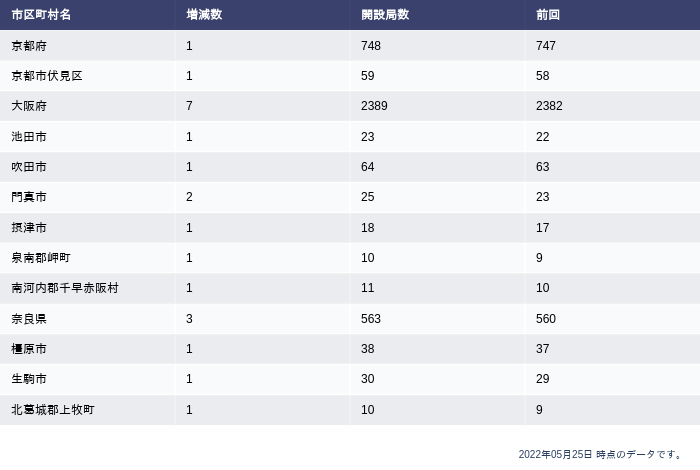 市区町村名 増減数 開設局数 前回
京都府 1 748 747
京都市伏見区 1 59 58
大阪府 7 2389 2382
池田市 1 23 22
吹田市 1 64 63
門真市 2 25 23
摂津市 1 18 17
泉南郡岬町 1 10 9
南河内郡千早赤阪村 1 11 10
奈良県 3 563 560
橿原市 1 38 37
生駒市 1 30 29
北葛城郡上牧町 1 10 9
2022年05月25日 時点のデータです。